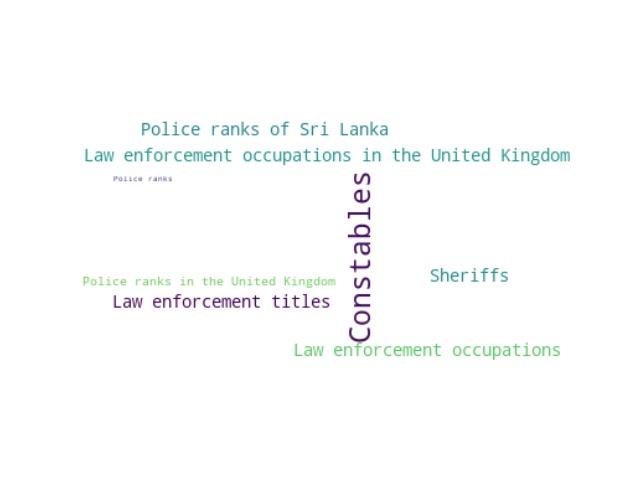 Police ranks of Sri Lanka
Law enforcement occupations in the United Kingdom
Police ranks
Constables
Sheriffs
Police ranks in the United Kingdom
Law enforcement titles
Law enforcement occupations